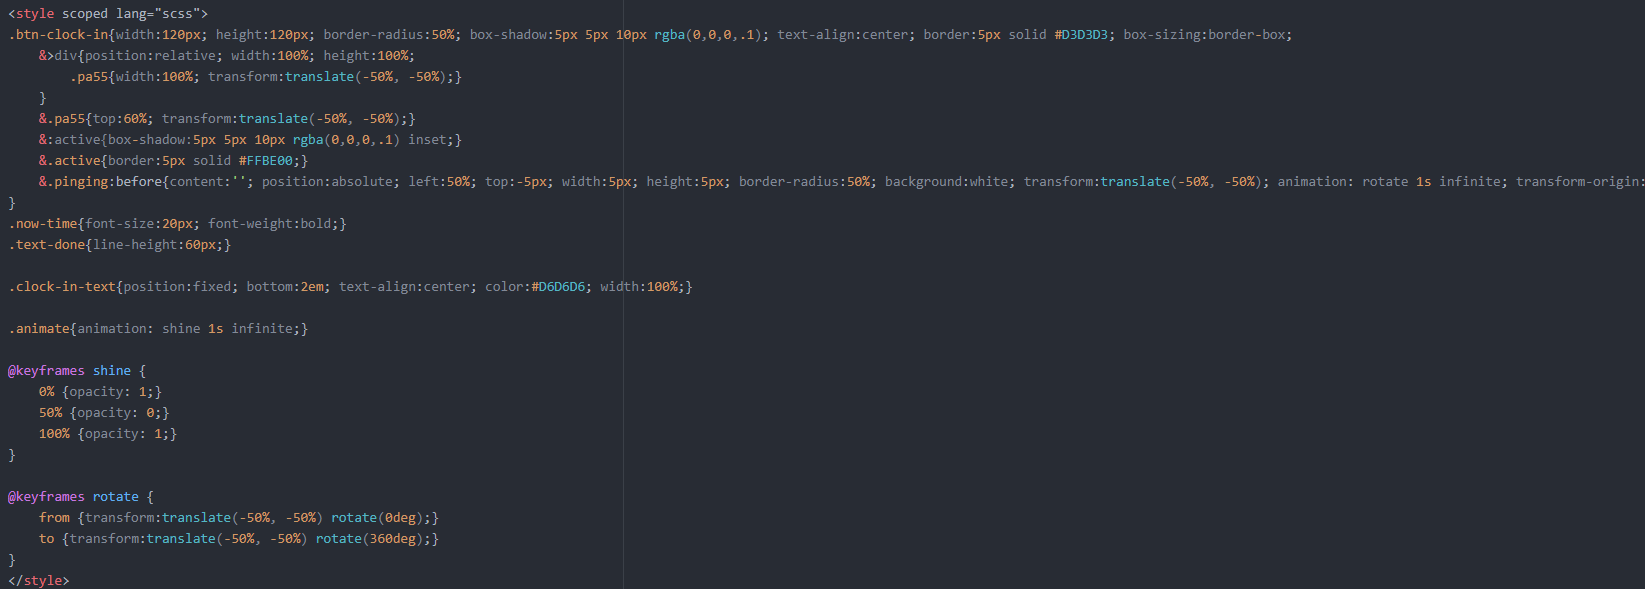 <style scoped lang="scss">
.btn-clock-in{width:120px; height:120px; border-radius:50%; box-shadow:5px 5px 10px rgba(0,0,0,.1); text-align:center; border:5px solid #D3D3D3; box-sizing:border-box;
    &>div{position:relative; width:100%; height:100%;
        .pa55{width:100%; transform:translate(-50%, -50%);}
    }
    &.pa55{top:60%; transform:translate(-50%, -50%);}
    &:active{box-shadow:5px 5px 10px rgba(0,0,0,.1) inset;}
    &.active{border:5px solid #FFBE00;}
    &.pinging:before{content:''; position:absolute; left:50%; top:-5px; width:5px; height:5px; border-radius:50%; background:white; transform:translate(-50%, -50%); animation: rotate 1s infinite; transform-origin:
}
.now-time{font-size:20px; font-weight:bold;}
.text-done{line-height:60px;}

.clock-in-text{position:fixed; bottom:2em; text-align:center; color:#D6D6D6; width:100%;}

.animate{animation: shine 1s infinite;}

@keyframes shine {
    0% {opacity: 1;}
    50% {opacity: 0;}
    100% {opacity: 1;}
}

@keyframes rotate {
    from {transform:translate(-50%, -50%) rotate(0deg);}
    to {transform:translate(-50%, -50%) rotate(360deg);}
}
</style>